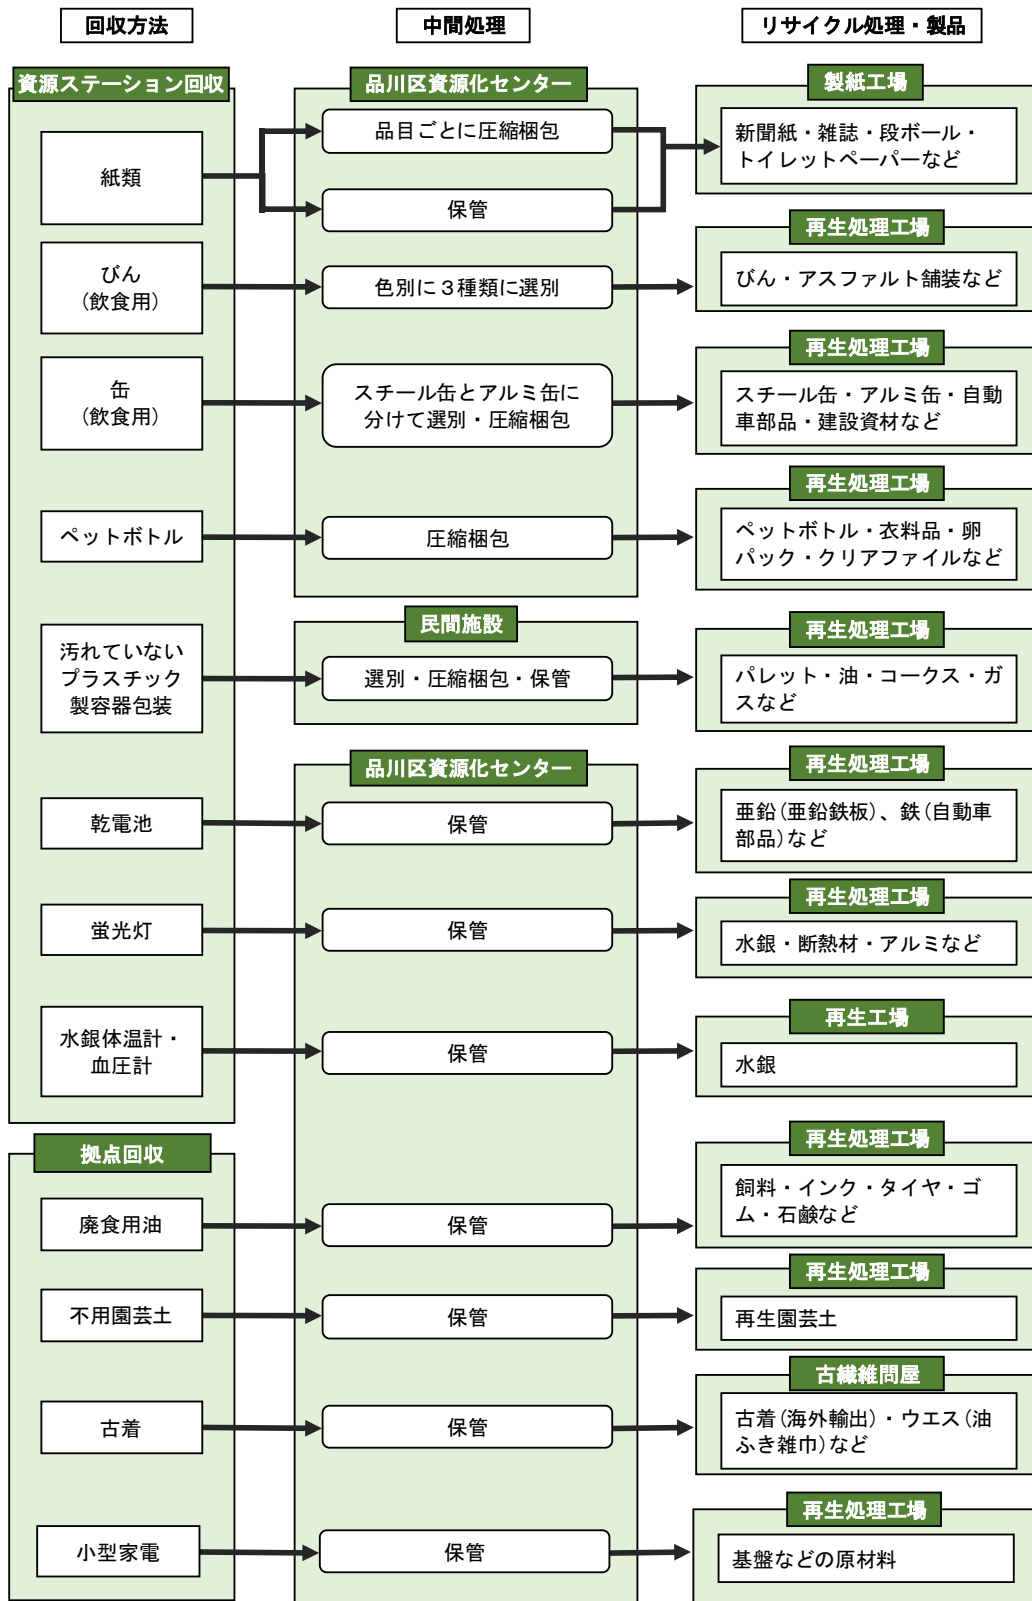 回収方法
中間処理
リサイクル処理・製品
資源ステーション回収
品川区資源化センター
製紙工場
紙類
品目ごとに圧縮梱包
保管
新聞紙・雑誌・段ボール・
トイレットペーパーなど
再生処理工場
びん
(飲食用)
色別に３種類に選別
びん・アスファルト舗装など
再生処理工場
缶
(飲食用)
スチール缶とアルミ缶に
分けて選別・圧縮梱包
スチール缶・アルミ缶・自動
車部品・建設資材など
再生処理工場
ペットボトル
圧縮梱包
ペットボトル・衣料品・卵
パック・クリアファイルなど
民間施設
再生処理工場
汚れていない
プラスチック
製容器包装
選別・圧縮梱包・保管
パレット・油・コークス・ガ
スなど
品川区資源化センター
再生処理工場
乾電池
保管
亜鉛(亜鉛鉄板)、鉄(自動車
部品)など
再生処理工場
蛍光灯
保管
水銀・断熱材・アルミなど
再生工場
水銀体温計・
血圧計
保管
水銀
拠点回収
再生処理工場
廃食用油
保管
飼料・インク・タイヤ・ゴ
ム・石鹸など
再生処理工場
不用園芸土
保管
再生園芸土
古繊維問屋
古着
保管
古着(海外輸出)・ウエス(油
ふき雑巾)など
再生処理工場
小型家電
保管
基盤などの原材料